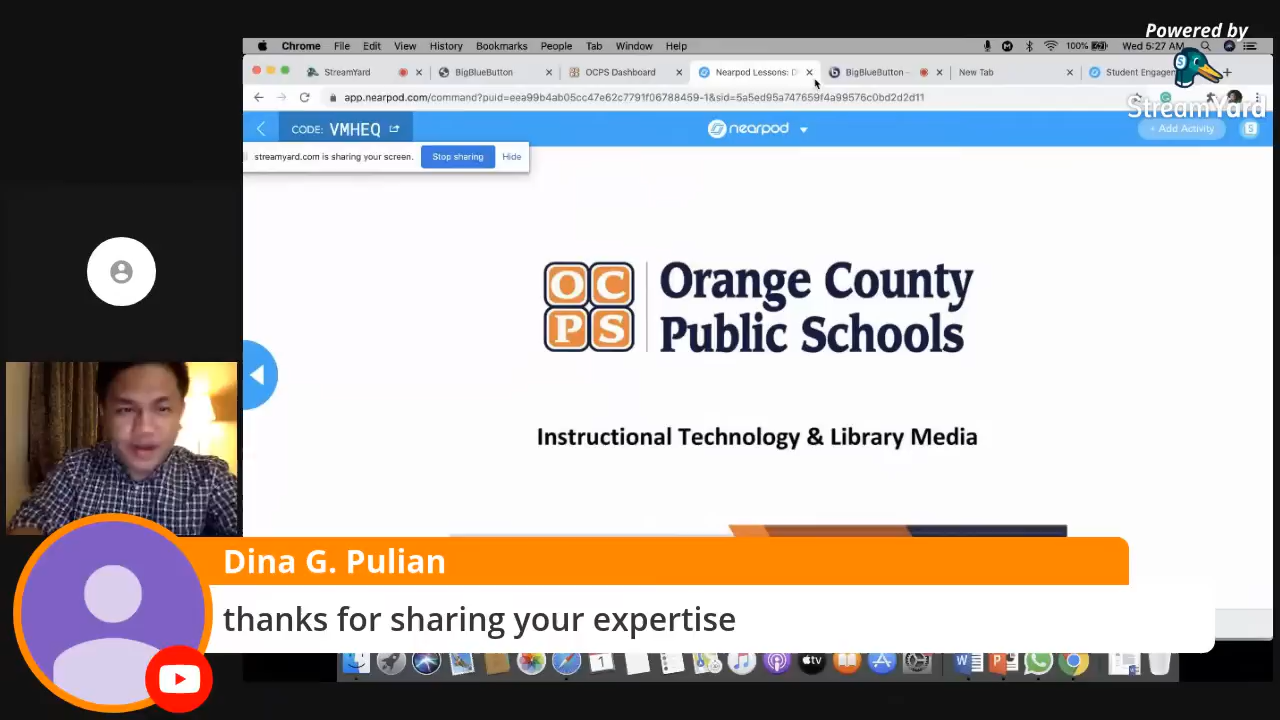 Powered by
StreamYard
Chrome File Edit View History Bookmarks People Tab Window Help
100% Wed 5:27 AM
StreamYard
BigBlueButton
OCPS Dashboard
Nearpod Lessons: D
BigBlueButton -
New Tab
Student Engagem
app.nearpod.com/command?puid=eea99b4ab05cc47e62c7791f06788459-1&sid=5a5ed95a747659f4a99576c0bd2d2d11
CODE: VMHEQ
nearpod
+ Add Activity
S
streamyard.com is sharing your screen.
Stop sharing
Hide
OC
PS
Orange County
Public Schools
Instructional Technology & Library Media
Dina G. Pulian
thanks for sharing your expertise
1
tv